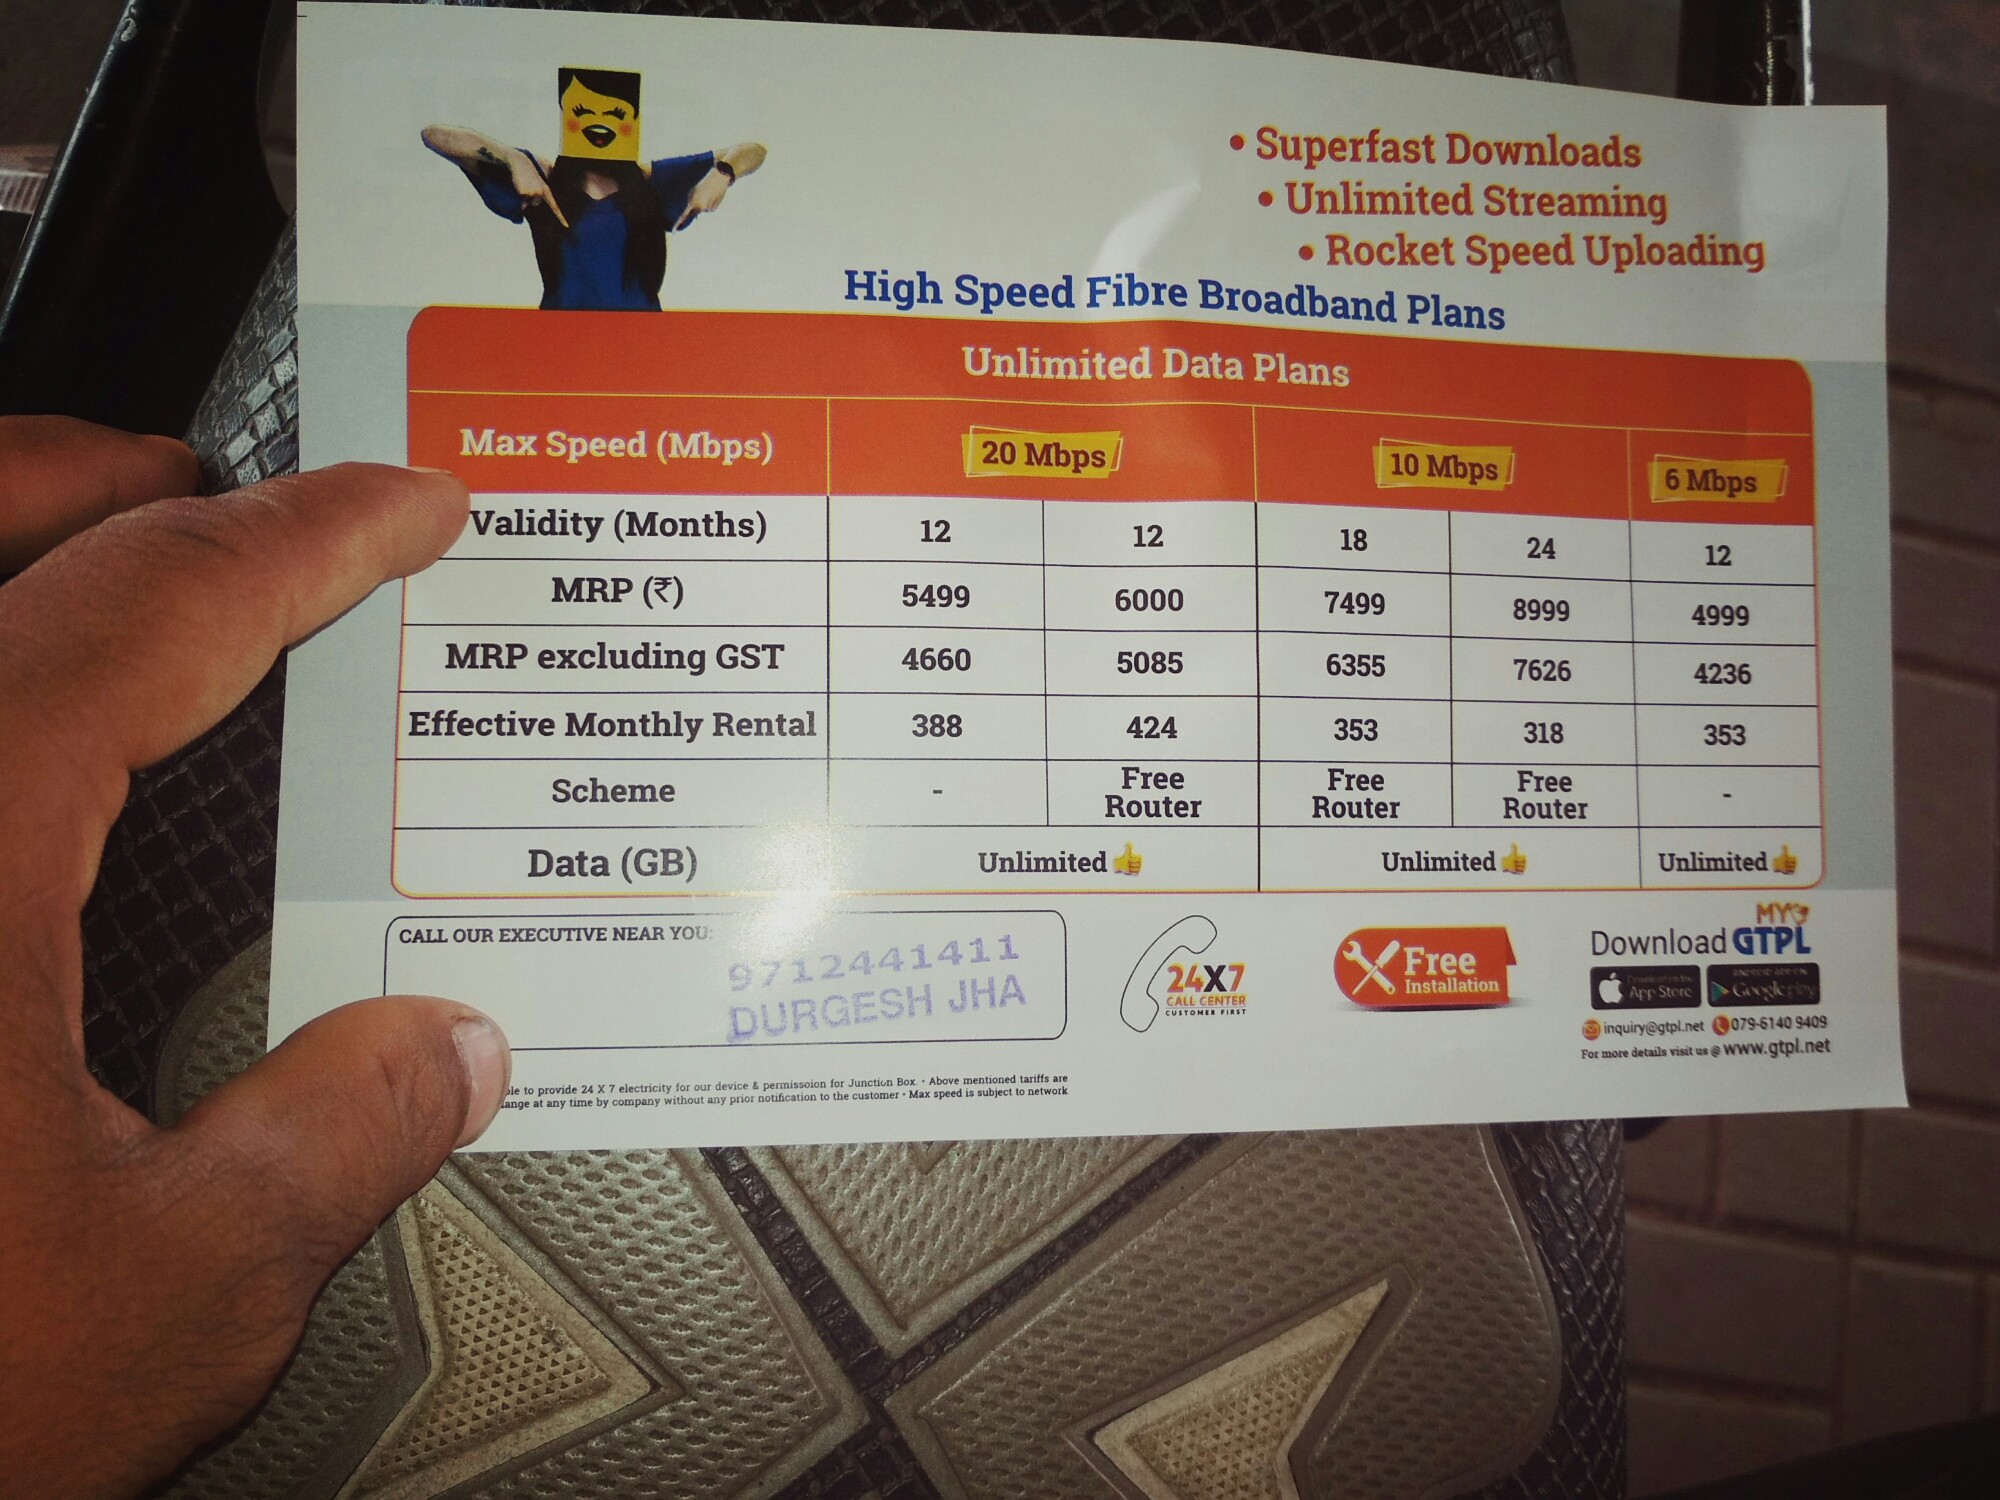 • Superfast Downloads
• Unlimited Streaming
• Rocket Speed Uploading
High Speed Fibre Broadband Plans
Unlimited Data Plans
Max Speed (Mbps) 20 Mbps 10 Mbps 6 Mbps
Validity (Months) 12 12 18 24 12
MRP (₹) 5499 6000 7499 8999 4999
MRP excluding GST 4660 5085 6355 7626 4236
Effective Monthly Rental 388 424 353 318 353
Scheme - Free Router Free Router Free Router -
Data (GB) Unlimited Unlimited Unlimited
CALL OUR EXECUTIVE NEAR YOU:
9712441411
DURGESH JHA
24X7
CALL CENTER
CUSTOMER FIRST
Free
Installation
MY
Download GTPL
App Store Google play
inquiry@gtpl.net 079-6140 9409
For more details visit us @ www.gtpl.net
to provide 24 X 7 electricity for our device & permissoion for Junction Box. • Above mentioned tariffs are
at any time by company without any prior notification to the customer • Max speed is subject to network